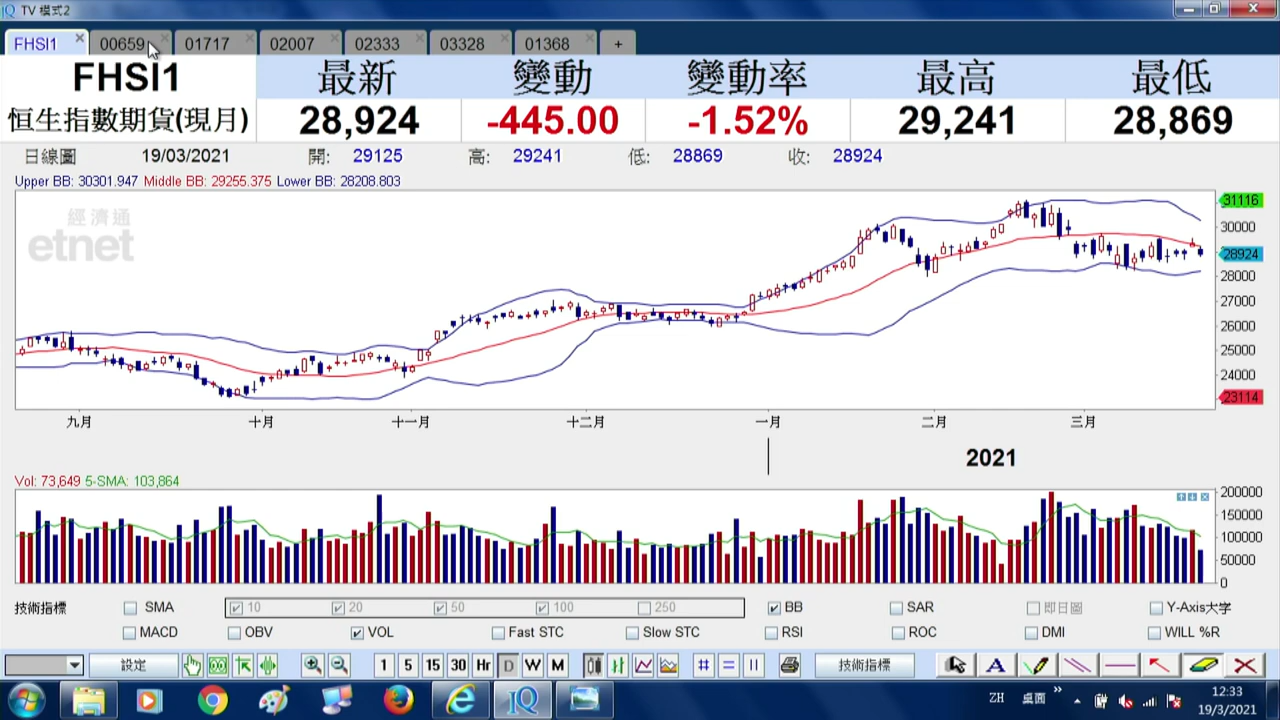 TV 模式2
FHSI1 00659 01717 02007 02333 03328 01368 +
FHSI1 最新 變動 變動率 最高 最低
恒生指數期貨(現月) 28,924 -445.00 -1.52% 29,241 28,869
日線圖 19/03/2021 開: 29125 高: 29241 低: 28869 收: 28924
Upper BB: 30301.947 Middle BB: 29255.375 Lower BB: 28208.803
經濟通
etnet
31116
30000
28924
28000
27000
26000
25000
24000
23114
九月 十月 十一月 十二月 一月 二月 三月
2021
Vol: 73,649 5-SMA: 103,864
200000
150000
100000
50000
0
技術指標 SMA 10 20 50 100 250 BB SAR 即日圖 Y-Axis大字
MACD OBV VOL Fast STC Slow STC RSI ROC DMI WILL %R
設定 1 5 15 30 Hr D W M 技術指標 A
ZH 桌面 » 12:33
19/3/2021